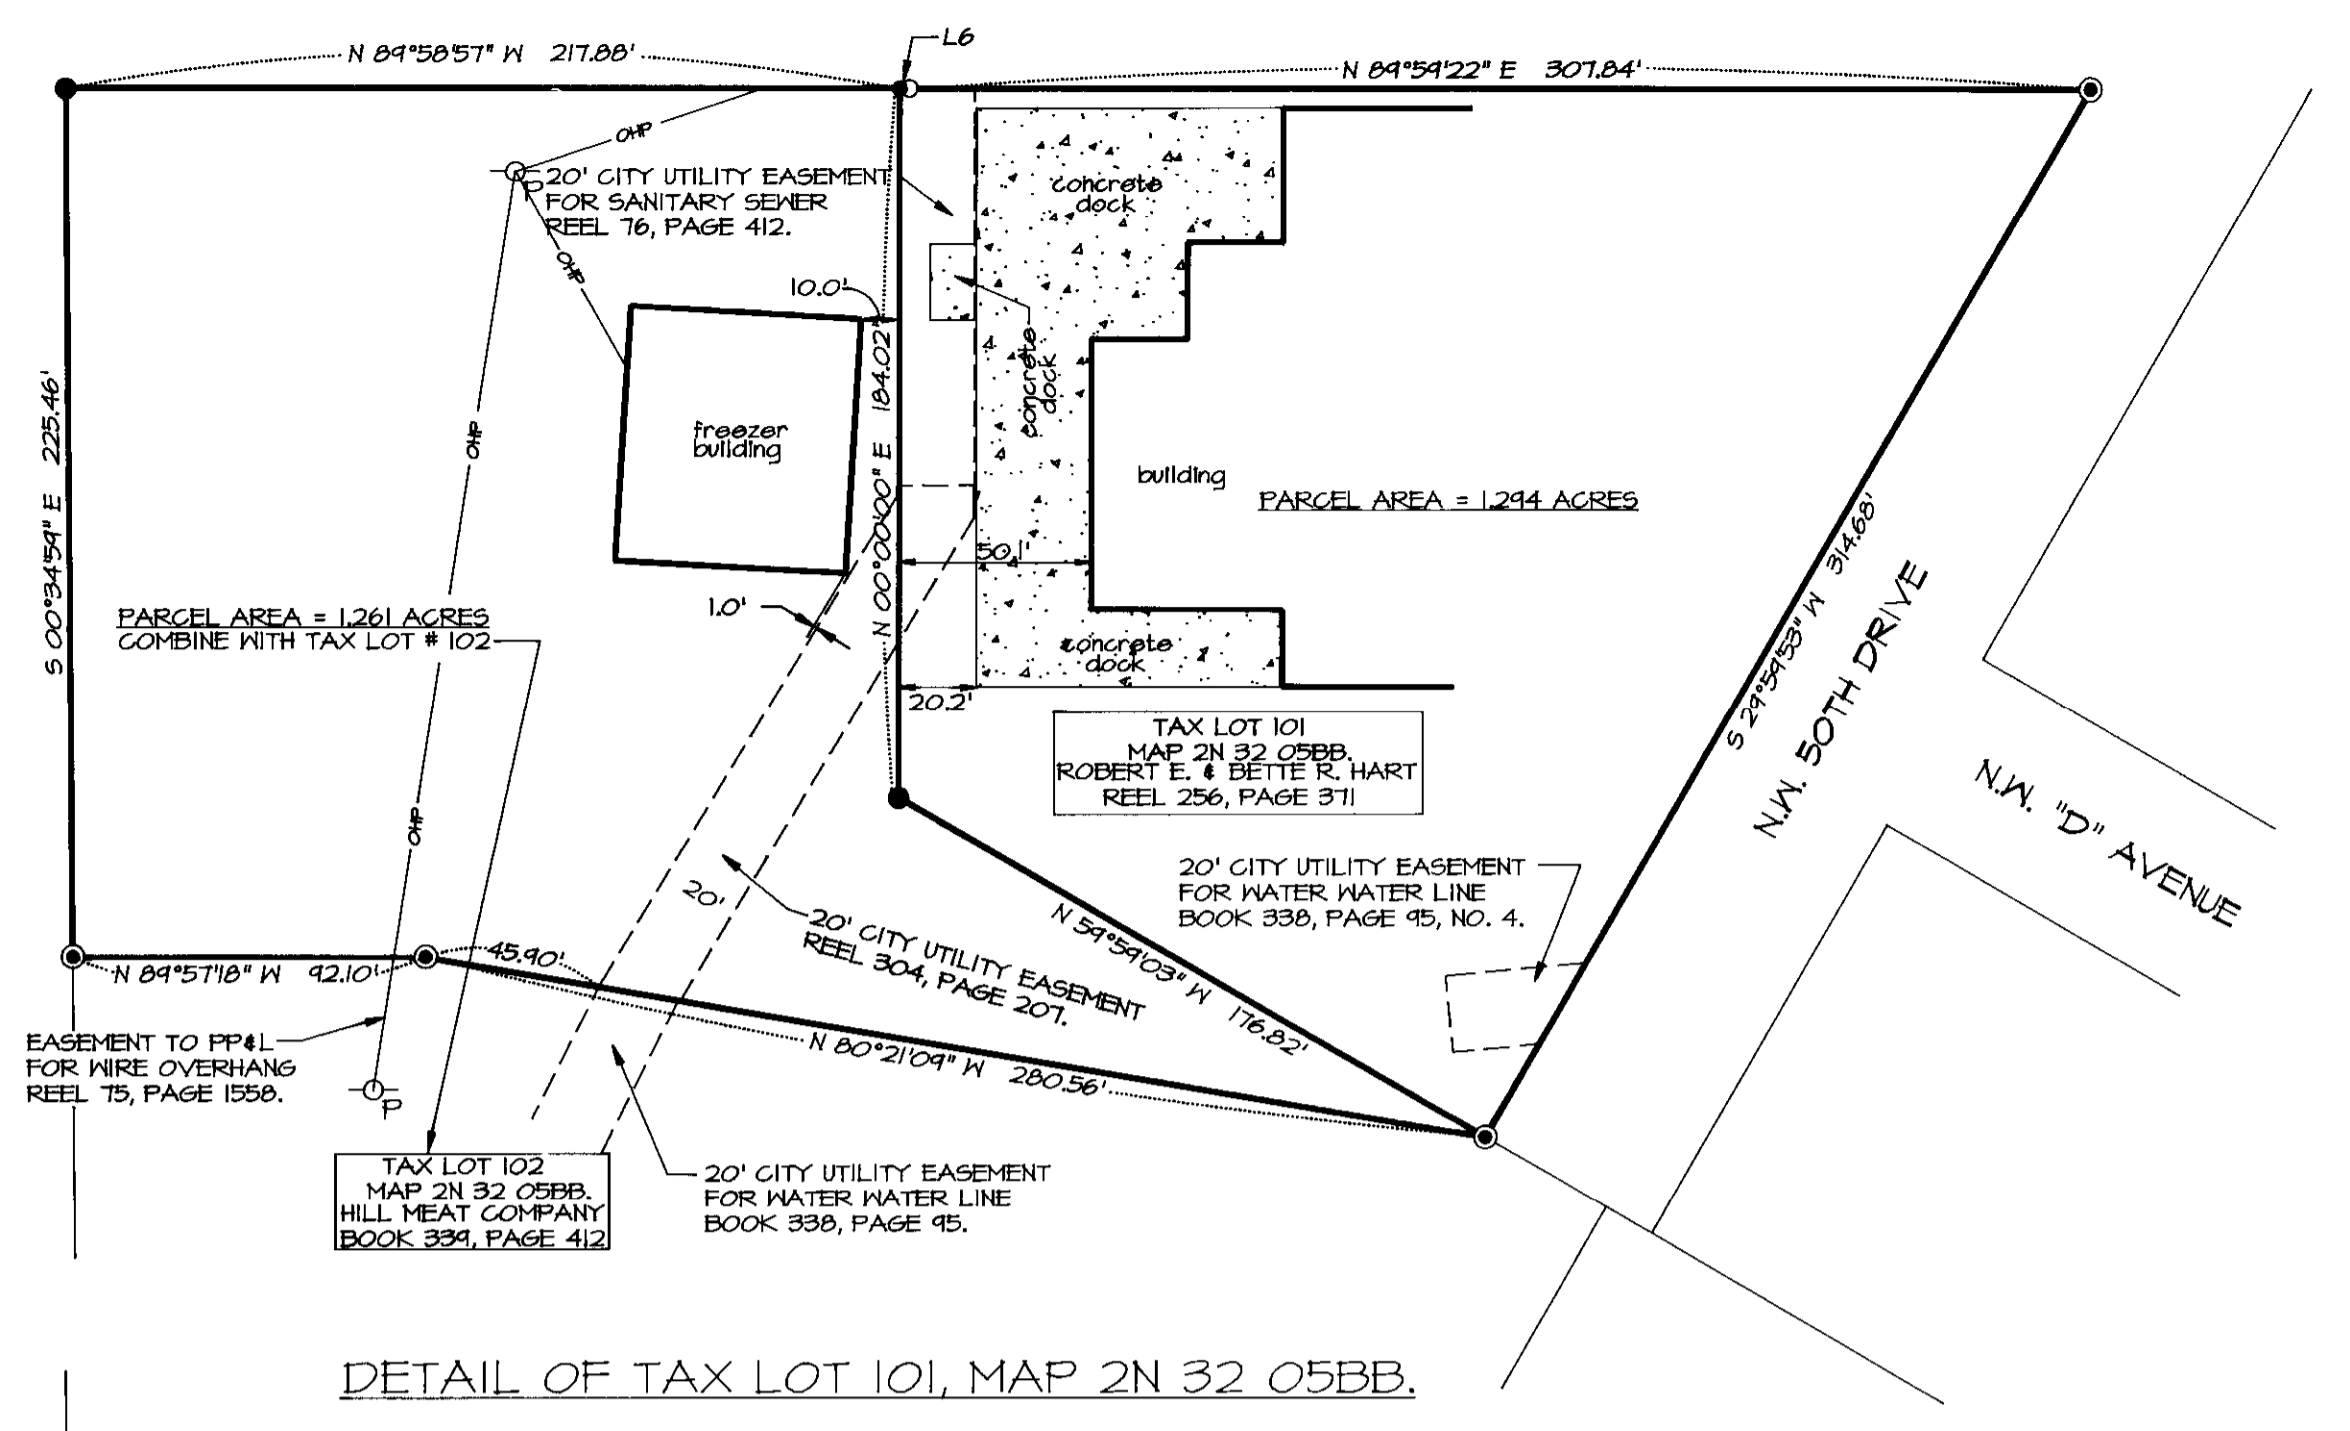 N 89°58'57" W 217.88'
L6
N 89°59'22" E 307.84'
OHP
20' CITY UTILITY EASEMENT
FOR SANITARY SEWER
REEL 76, PAGE 412.
P
OHP
concrete
dock
10.0'
concrete
dock
S 00°34'59" E 225.46'
OHP
freezer
building
N 00°00'00" E 184.02'
building
PARCEL AREA = 1.294 ACRES
50.1'
S 29°59'53" W 314.68'
N.W. 50TH DRIVE
1.0'
PARCEL AREA = 1.261 ACRES
COMBINE WITH TAX LOT # 102
concrete
dock
20.2'
TAX LOT 101
MAP 2N 32 05BB.
ROBERT E. & BETTE R. HART
REEL 256, PAGE 371
N.W. "D" AVENUE
OHP
20'
20' CITY UTILITY EASEMENT
REEL 304, PAGE 207.
N 59°59'03" W 176.82'
20' CITY UTILITY EASEMENT
FOR WATER WATER LINE
BOOK 338, PAGE 95, NO. 4.
N 89°57'18" W 92.10'
45.90'
N 80°21'09" W 280.56'
EASEMENT TO PP&L
FOR WIRE OVERHANG
REEL 75, PAGE 1558.
P
TAX LOT 102
MAP 2N 32 05BB.
HILL MEAT COMPANY
BOOK 339, PAGE 412
20' CITY UTILITY EASEMENT
FOR WATER WATER LINE
BOOK 338, PAGE 95.
DETAIL OF TAX LOT 101, MAP 2N 32 05BB.